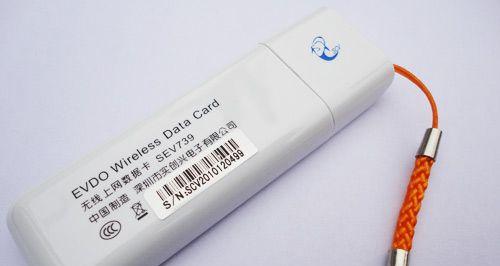 EVDO Wireless Data Card
无线上网数据卡 SEV739
中国制造 深圳市实创兴电子有限公司
S/N:SCV2010120499
CCC